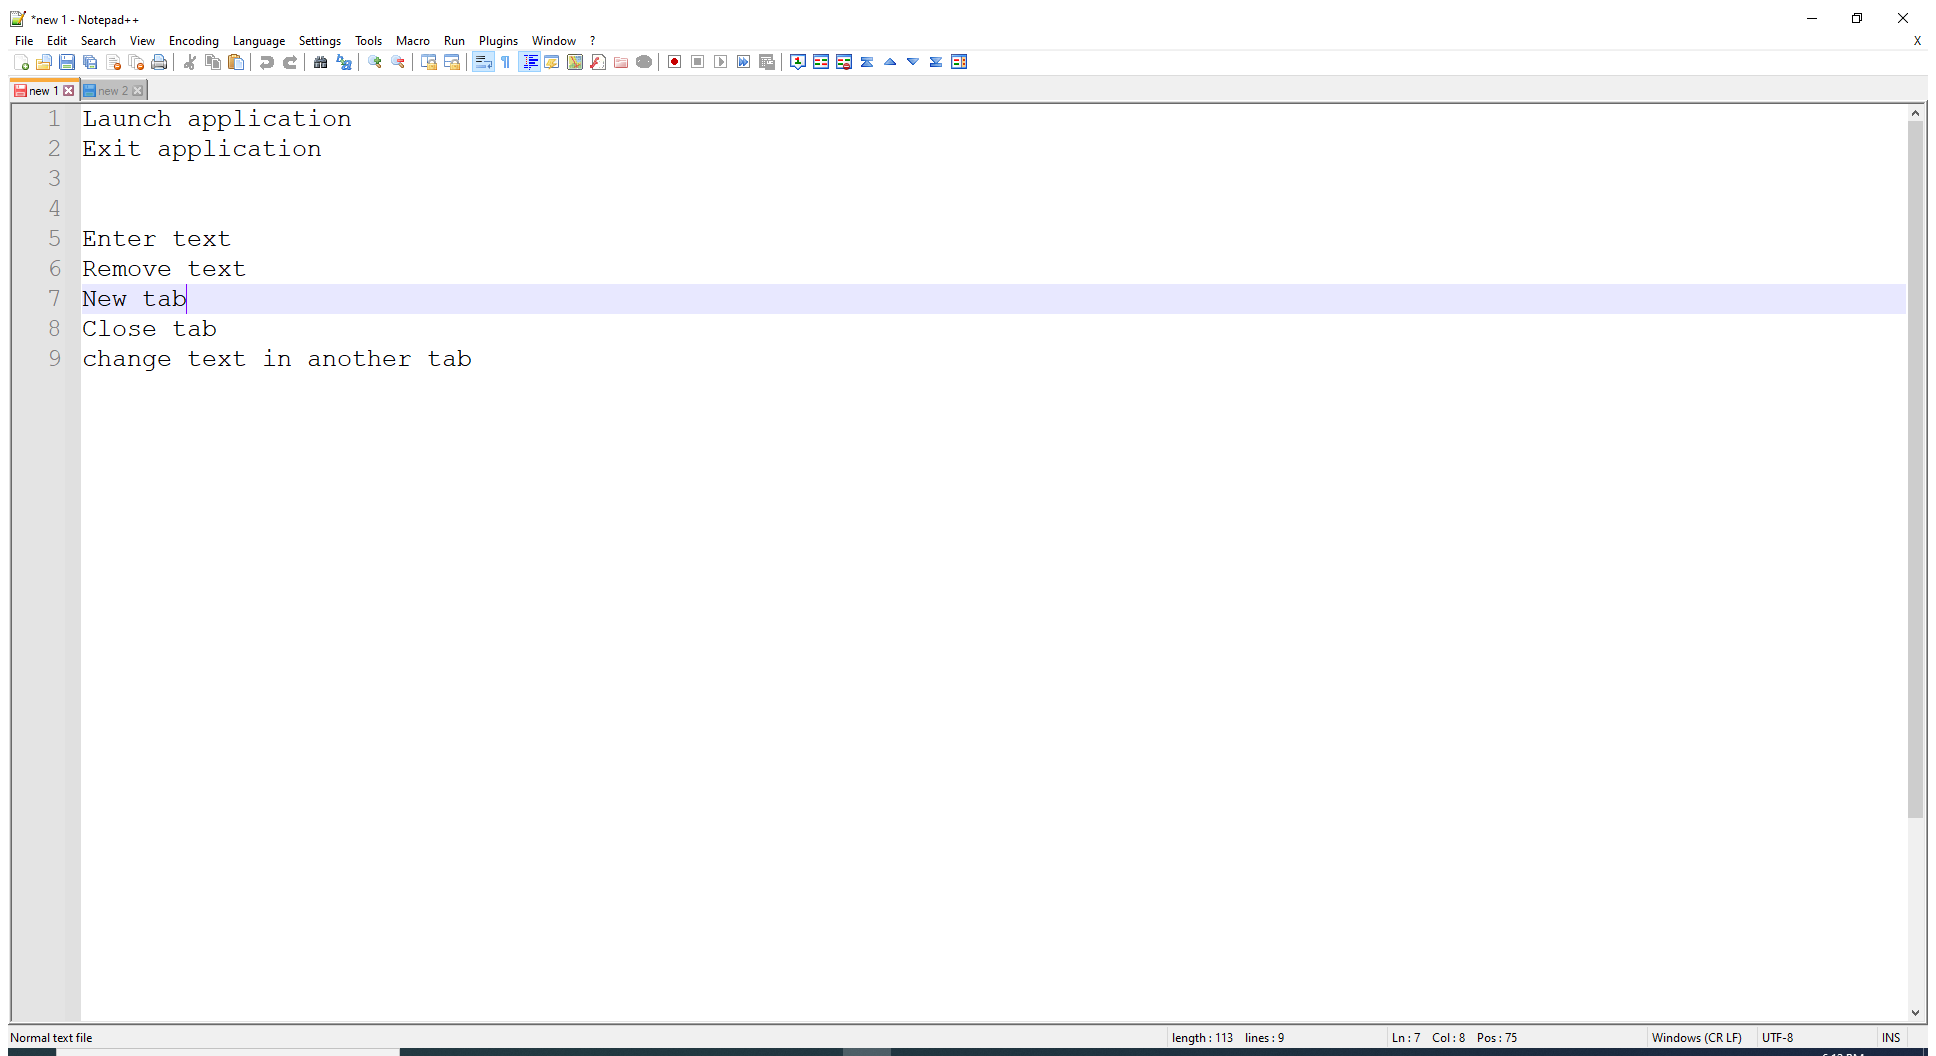 *new 1 - Notepad++
File Edit Search View Encoding Language Settings Tools Macro Run Plugins Window ?
X
new 1 new 2
1 Launch application
2 Exit application
3
4
5 Enter text
6 Remove text
7 New tab
8 Close tab
9 change text in another tab
Normal text file length : 113 lines : 9 Ln : 7 Col : 8 Pos : 75 Windows (CR LF) UTF-8 INS